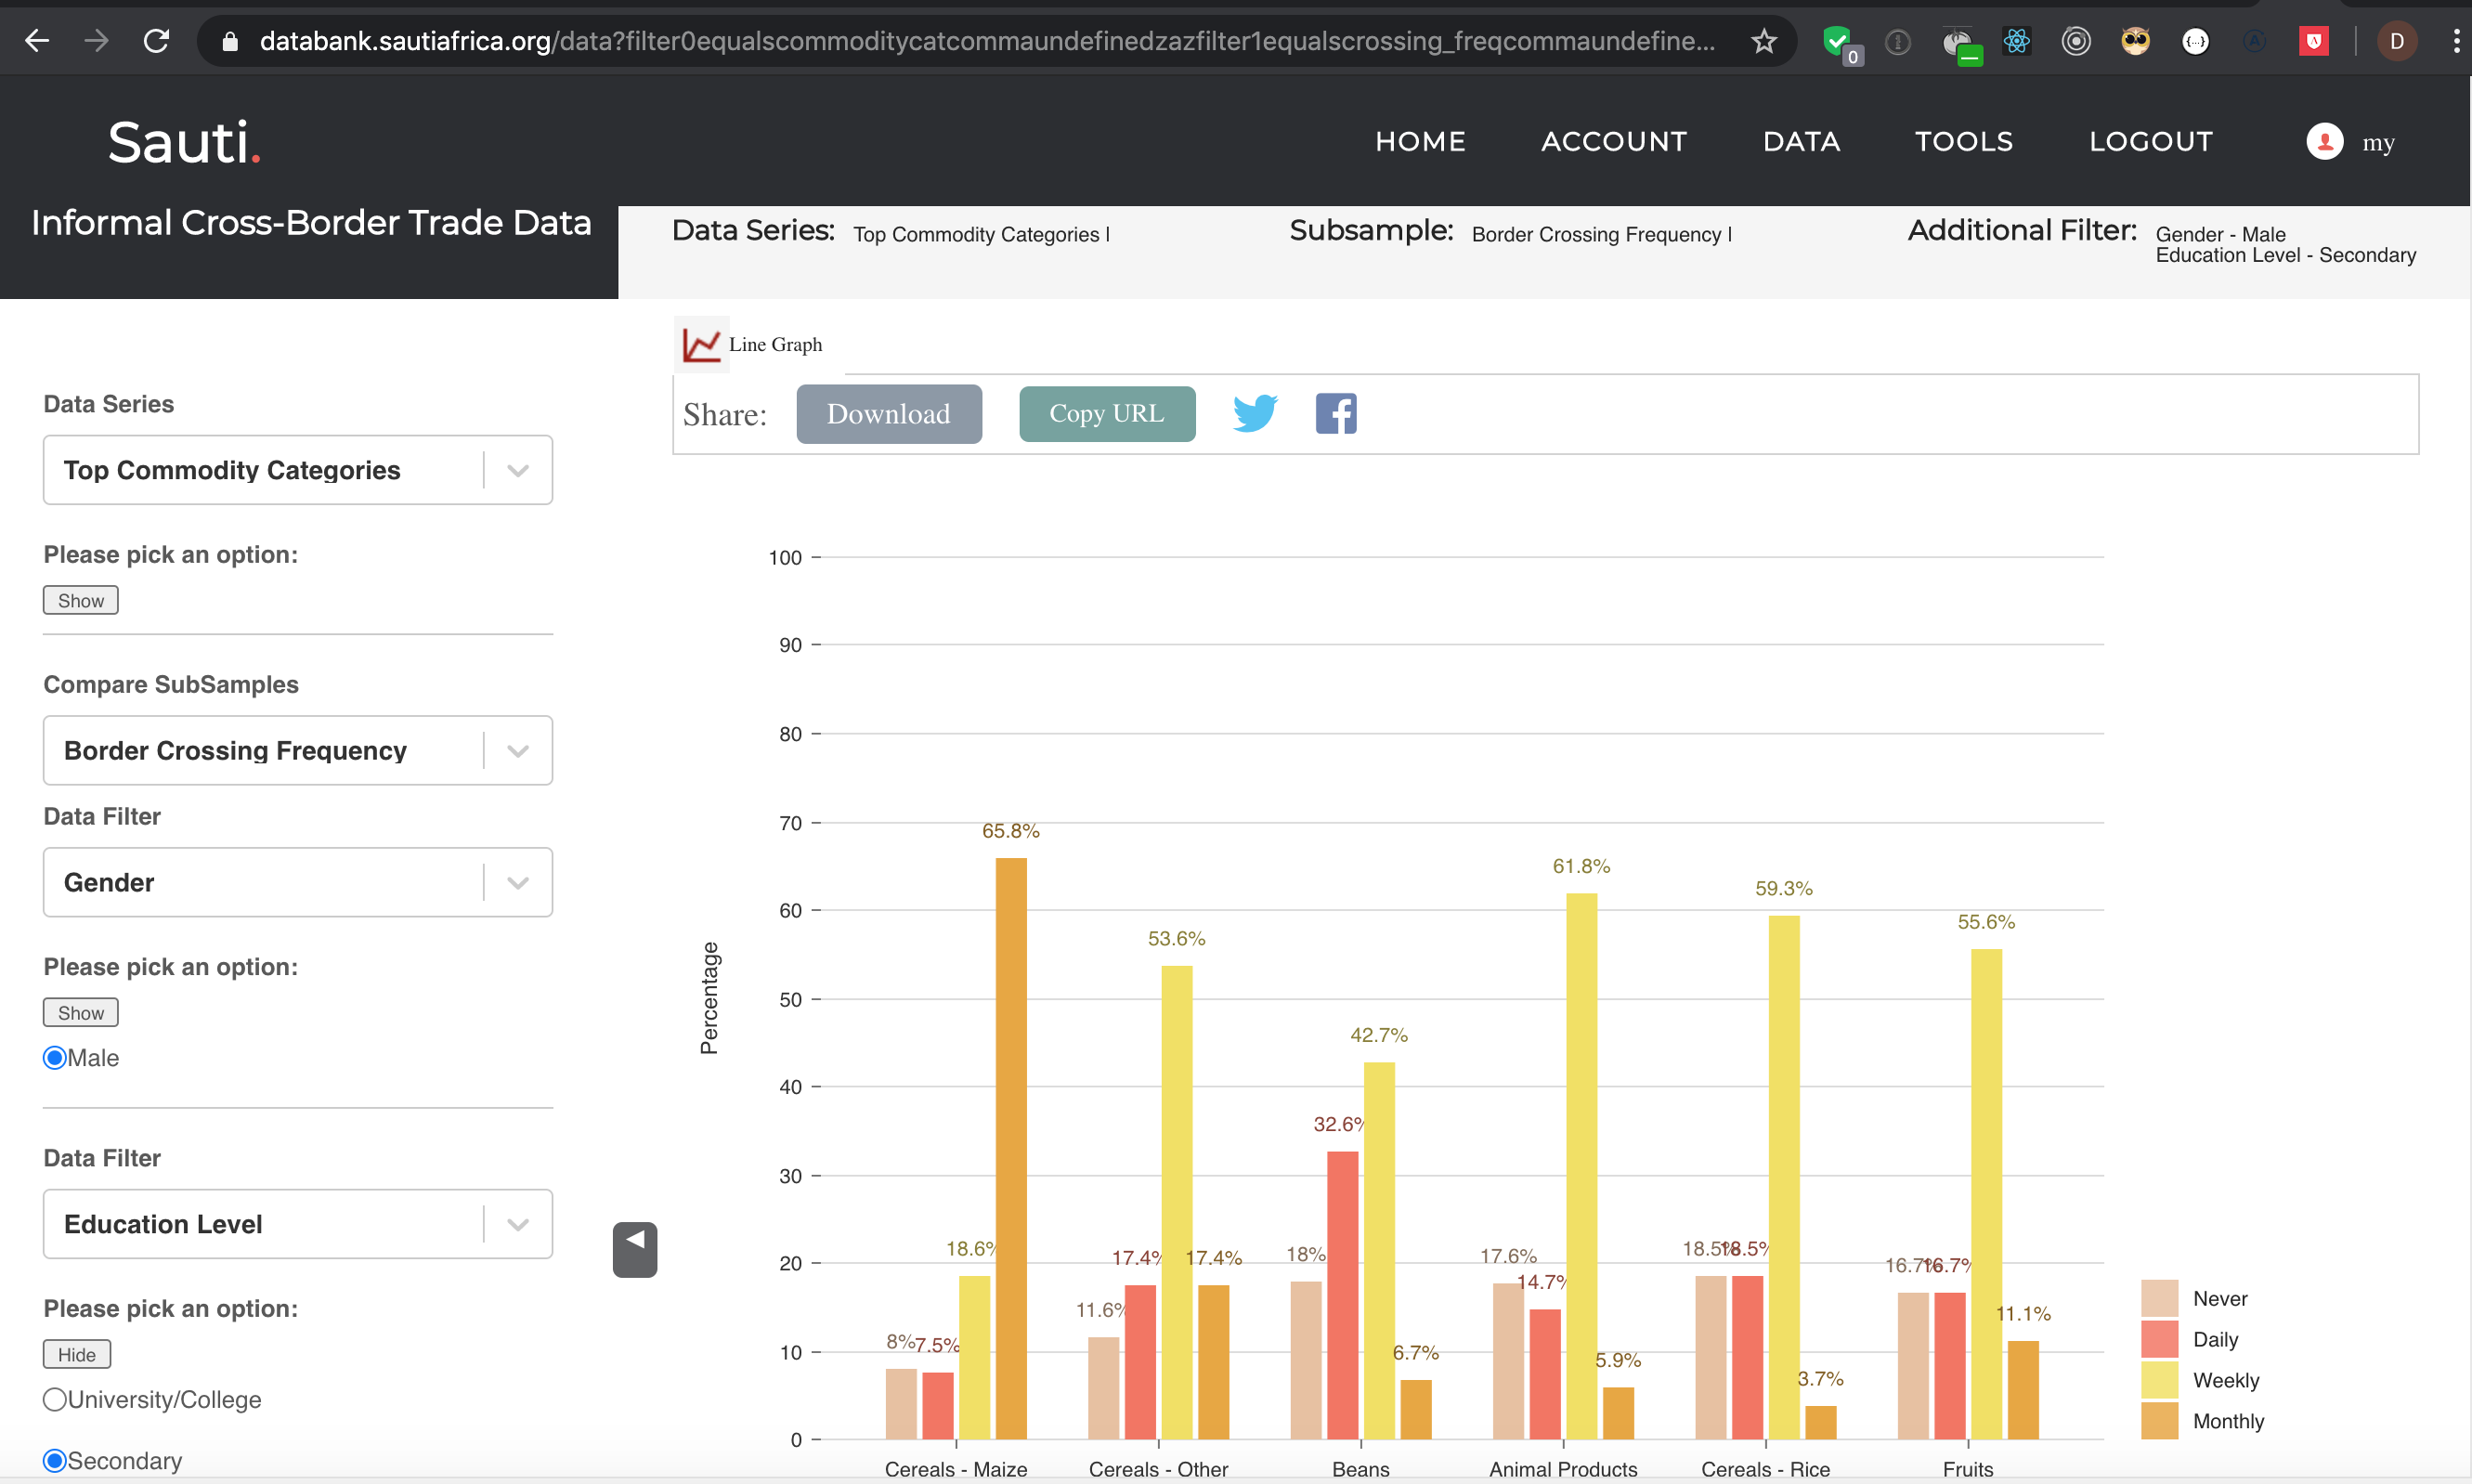 databank.sautiafrica.org/data?filter0equalscommoditycatcommaundefinedzazfilter1equalscrossing_freqcommaundefine...
0
D
Sauti.
HOME
ACCOUNT
DATA
TOOLS
LOGOUT
my
Informal Cross-Border Trade Data
Data Series: Top Commodity Categories |
Subsample: Border Crossing Frequency |
Additional Filter: Gender - Male
Education Level - Secondary
Line Graph
Share:
Download
Copy URL
Data Series
Top Commodity Categories
Please pick an option:
Show
Compare SubSamples
Border Crossing Frequency
Data Filter
Gender
Please pick an option:
Show
Male
Data Filter
Education Level
Please pick an option:
Hide
University/College
Secondary
Percentage
100
90
80
70
60
50
40
30
20
10
0
8%
7.5%
18.6%
65.8%
11.6%
17.4%
53.6%
17.4%
18%
32.6%
42.7%
6.7%
17.6%
14.7%
61.8%
5.9%
18.5%
18.5%
59.3%
3.7%
16.7%
16.7%
55.6%
11.1%
Cereals - Maize
Cereals - Other
Beans
Animal Products
Cereals - Rice
Fruits
Never
Daily
Weekly
Monthly